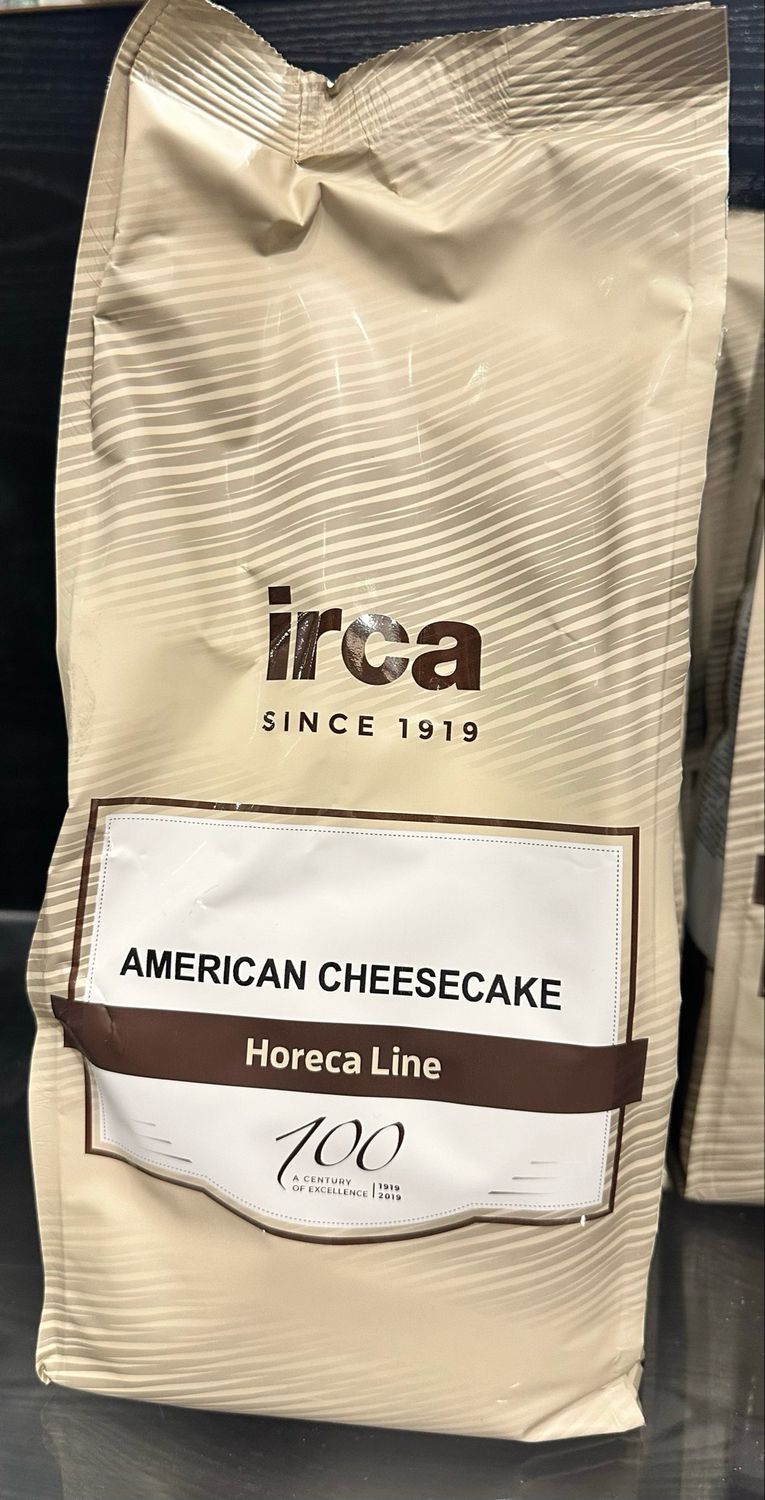 irca
SINCE 1919
AMERICAN CHEESECAKE
Horeca Line
100
A CENTURY
OF EXCELLENCE
1919
2019